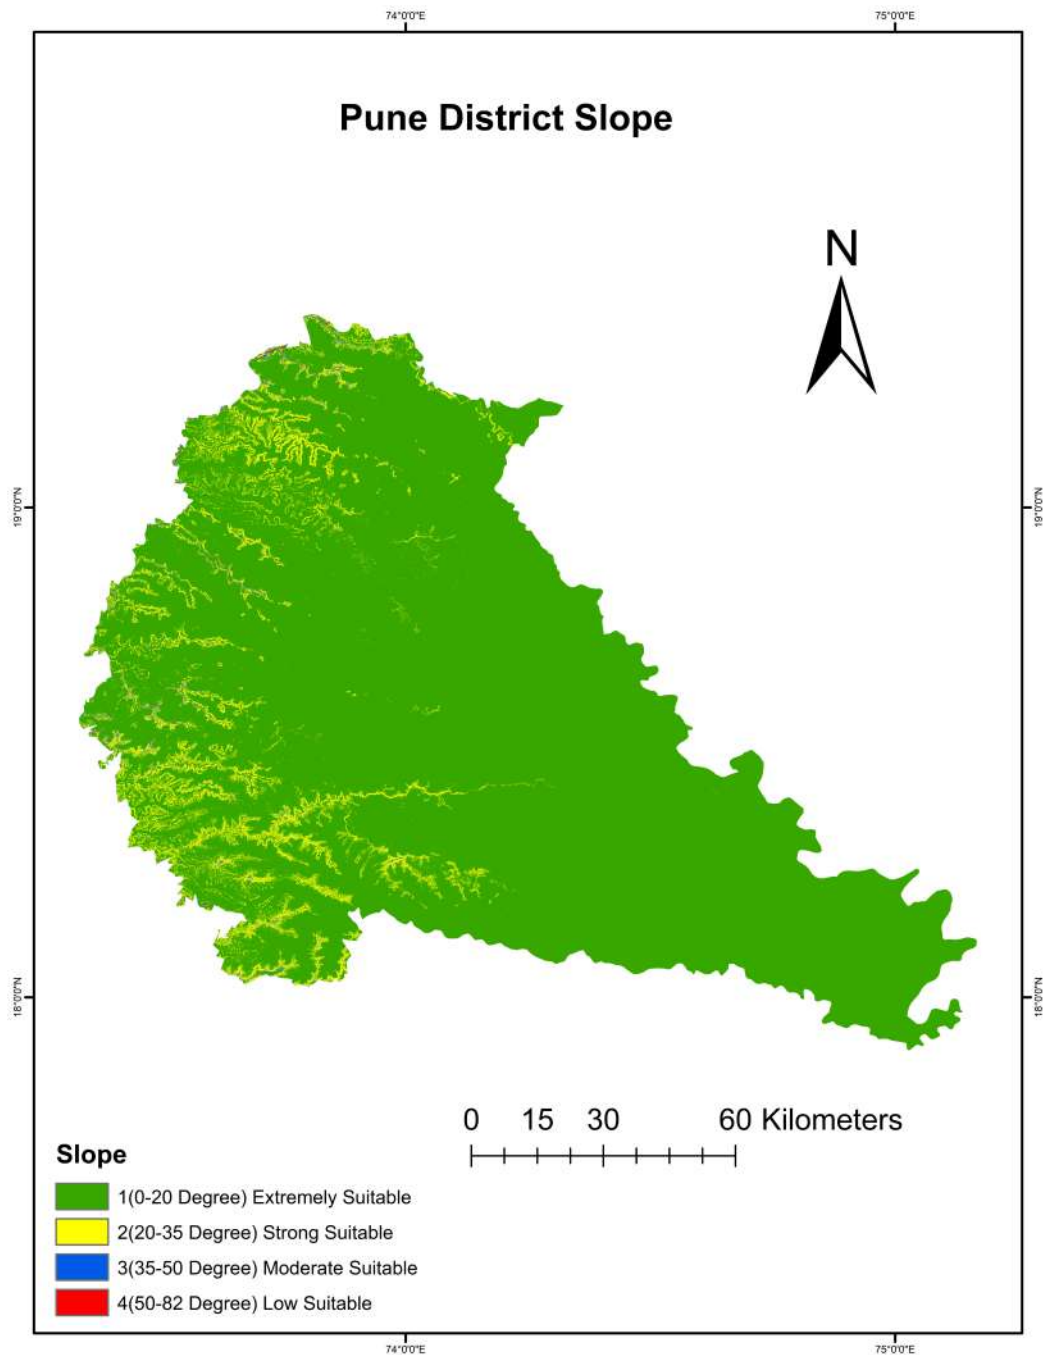 74°0'0"E 75°0'0"E
Pune District Slope
N
19°0'0"N 19°0'0"N
18°0'0"N 18°0'0"N
0 15 30 60 Kilometers
Slope
1(0-20 Degree) Extremely Suitable
2(20-35 Degree) Strong Suitable
3(35-50 Degree) Moderate Suitable
4(50-82 Degree) Low Suitable
74°0'0"E 75°0'0"E